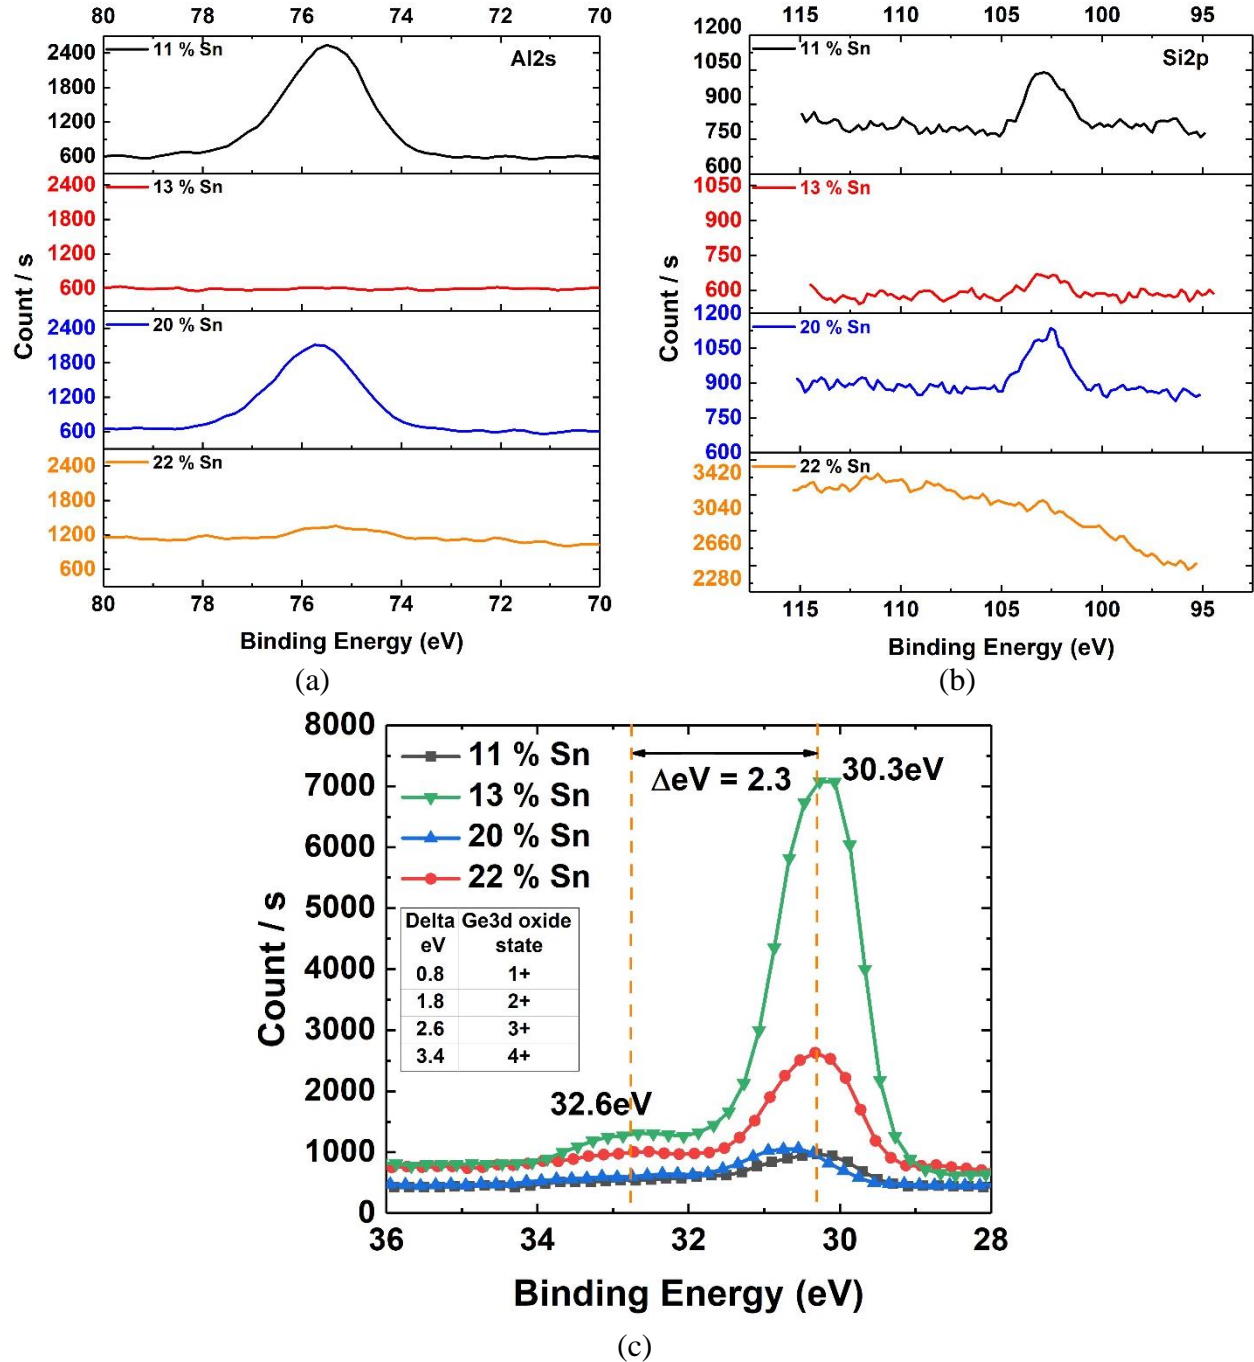 80 78 76 74 72 70
2400
1800
1200
600
11 % Sn
Al2s
2400
1800
1200
600
13 % Sn
2400
1800
1200
600
20 % Sn
2400
1800
1200
600
22 % Sn
Count / s
80 78 76 74 72 70
Binding Energy (eV)
(a)
115 110 105 100 95
1200
1050
900
750
600
11 % Sn
Si2p
1050
900
750
600
13 % Sn
1200
1050
900
750
600
20 % Sn
3420
3040
2660
2280
22 % Sn
Count / s
115 110 105 100 95
Binding Energy (eV)
(b)
8000
7000
6000
5000
4000
3000
2000
1000
0
Count / s
11 % Sn
13 % Sn
20 % Sn
22 % Sn
ΔeV = 2.3
30.3eV
Delta eV Ge3d oxide state
0.8 1+
1.8 2+
2.6 3+
3.4 4+
32.6eV
36 34 32 30 28
Binding Energy (eV)
(c)